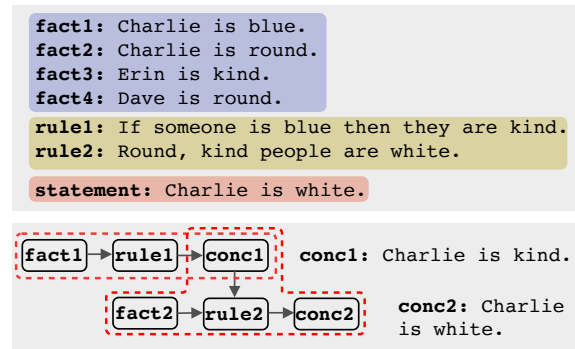 fact1: Charlie is blue.
fact2: Charlie is round.
fact3: Erin is kind.
fact4: Dave is round.
rule1: If someone is blue then they are kind.
rule2: Round, kind people are white.
statement: Charlie is white.
fact1 rule1 conc1 conc1: Charlie is kind.
fact2 rule2 conc2 conc2: Charlie
is white.